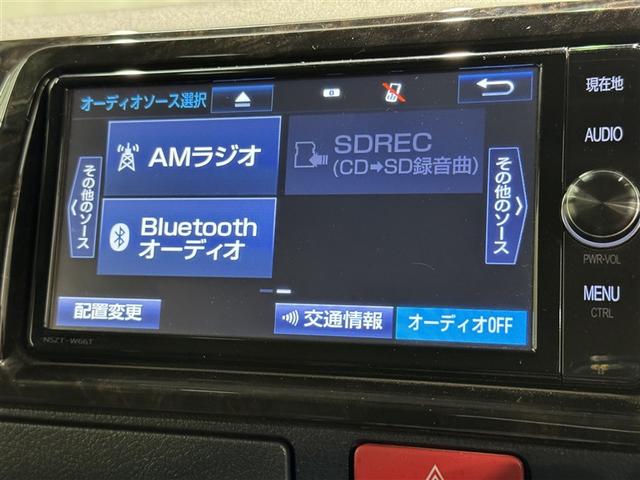 オーディオソース選択
現在地
AMラジオ
SDREC
(CD➡SD録音曲)
AUDIO
その他のソース
その他のソース
Bluetooth
オーディオ
PWR・VOL
MENU
CTRL
配置変更
交通情報
オーディオOFF
NSZT-W66T